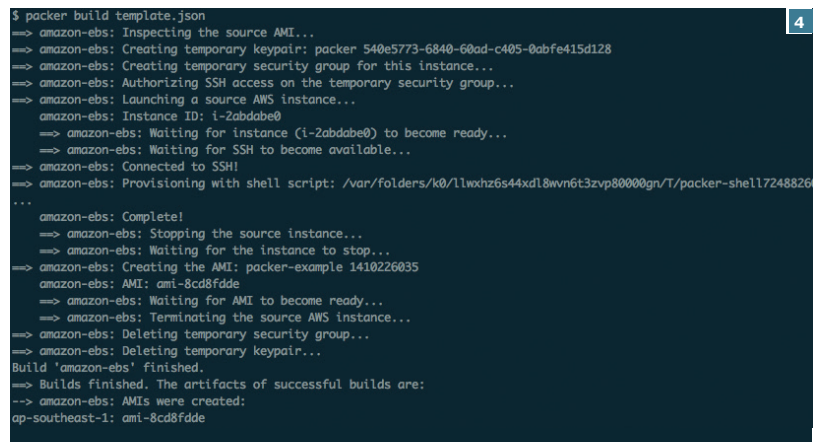 $ packer build template.json
4
==> amazon-ebs: Inspecting the source AMI...
==> amazon-ebs: Creating temporary keypair: packer 540e5773-6840-60ad-c405-0abfe415d128
==> amazon-ebs: Creating temporary security group for this instance...
==> amazon-ebs: Authorizing SSH access on the temporary security group...
==> amazon-ebs: Launching a source AWS instance...
    amazon-ebs: Instance ID: i-2abdabe0
    ==> amazon-ebs: Waiting for instance (i-2abdabe0) to become ready...
    ==> amazon-ebs: Waiting for SSH to become available...
==> amazon-ebs: Connected to SSH!
==> amazon-ebs: Provisioning with shell script: /var/folders/k0/llwxhz6s44xdl8wvn6t3zvp80000gn/T/packer-shell7248826
...
    amazon-ebs: Complete!
    ==> amazon-ebs: Stopping the source instance...
    ==> amazon-ebs: Waiting for the instance to stop...
==> amazon-ebs: Creating the AMI: packer-example 1410226035
    amazon-ebs: AMI: ami-8cd8fdde
    ==> amazon-ebs: Waiting for AMI to become ready...
    ==> amazon-ebs: Terminating the source AWS instance...
==> amazon-ebs: Deleting temporary security group...
==> amazon-ebs: Deleting temporary keypair...
Build 'amazon-ebs' finished.
==> Builds finished. The artifacts of successful builds are:
--> amazon-ebs: AMIs were created:
ap-southeast-1: ami-8cd8fdde